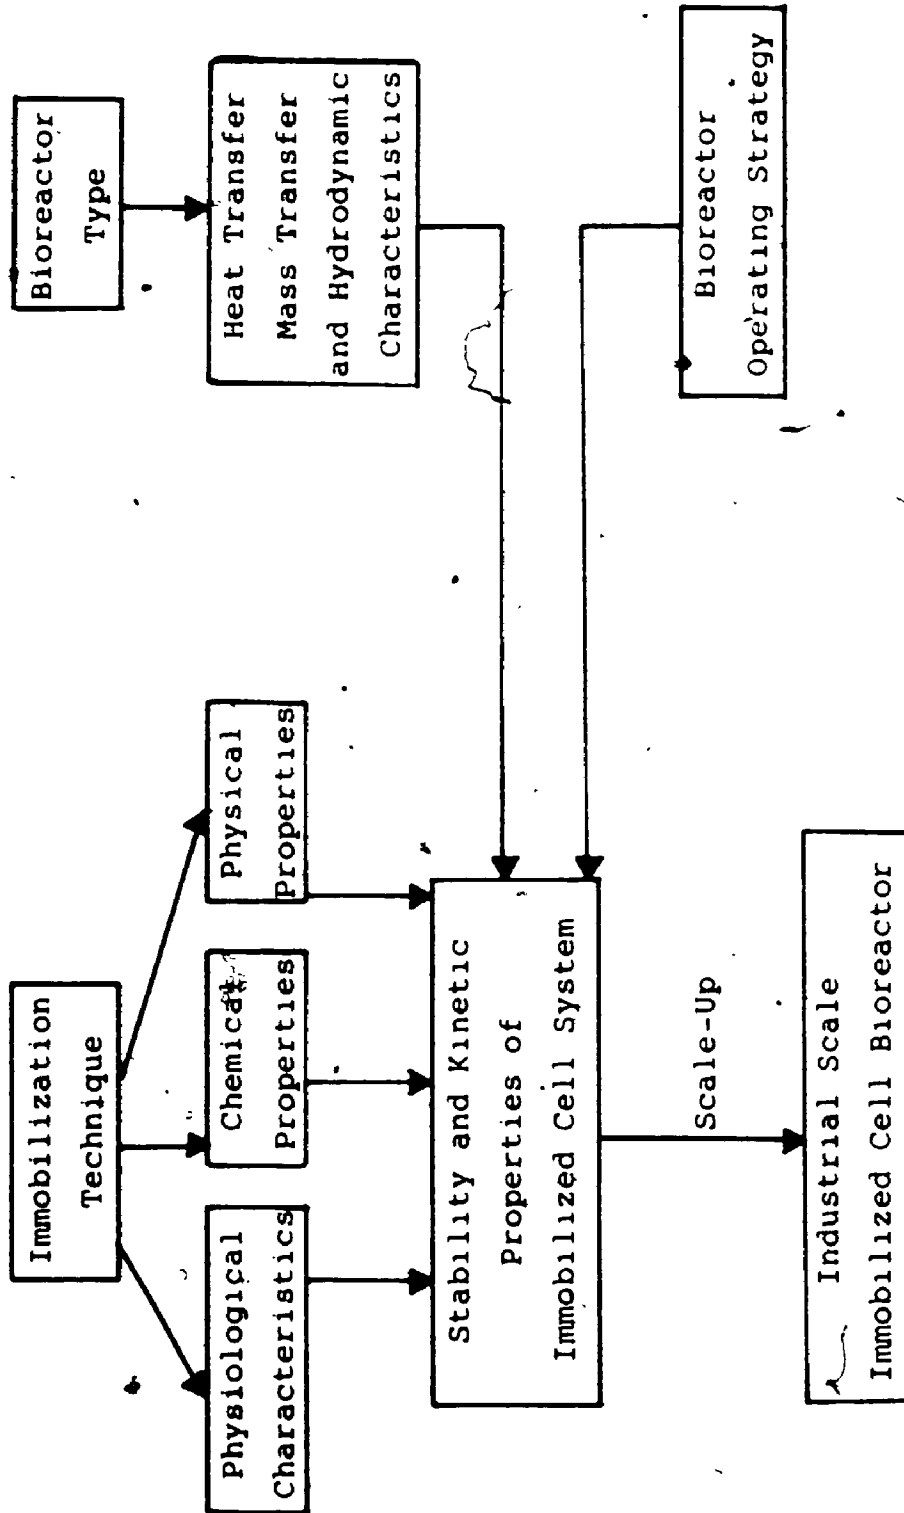 Immobilization
Technique
Bioreactor
Type
Physiological
Characteristics
Chemical
Properties
Physical
Properties
Heat Transfer
Mass Transfer
and Hydrodynamic
Characteristics
Stability and Kinetic
Properties of
Immobilized Cell System
Bioreactor
Operating Strategy
Scale-Up
Industrial Scale
Immobilized Cell Bioreactor